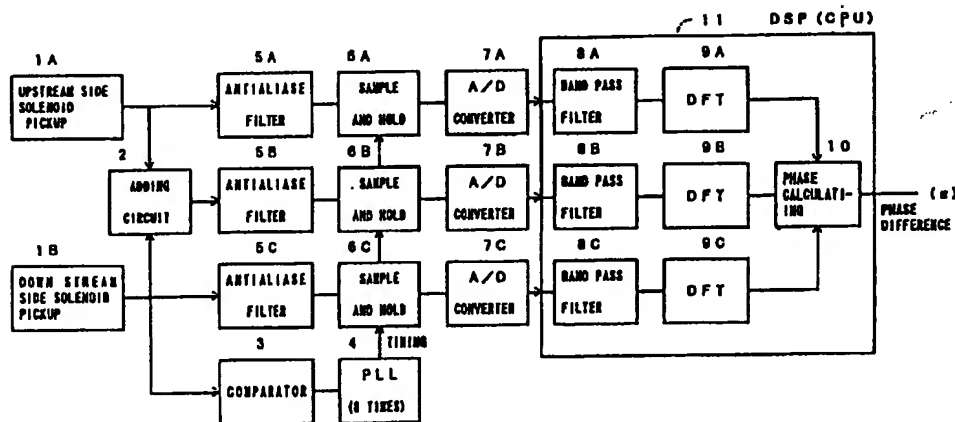 11 DSP (CPU)
1A 5A 6A 7A 8A 9A
UPSTREAM SIDE
SOLENOID
PICKUP
ANTIALIASE
FILTER
SAMPLE
AND HOLD
A/D
CONVERTER
BAND PASS
FILTER
DFT
2 5B 6B 7B 8B 9B 10
ADDING
CIRCUIT
ANTIALIASE
FILTER
SAMPLE
AND HOLD
A/D
CONVERTER
BAND PASS
FILTER
DFT
PHASE
CALCULATI-
NG
PHASE
DIFFERENCE
1B 5C 6C 7C 8C 9C
DOWN STREAM
SIDE SOLENOID
PICKUP
ANTIALIASE
FILTER
SAMPLE
AND HOLD
A/D
CONVERTER
BAND PASS
FILTER
DFT
3 4 TIMING
COMPARATOR
PLL
(8 TIMES)